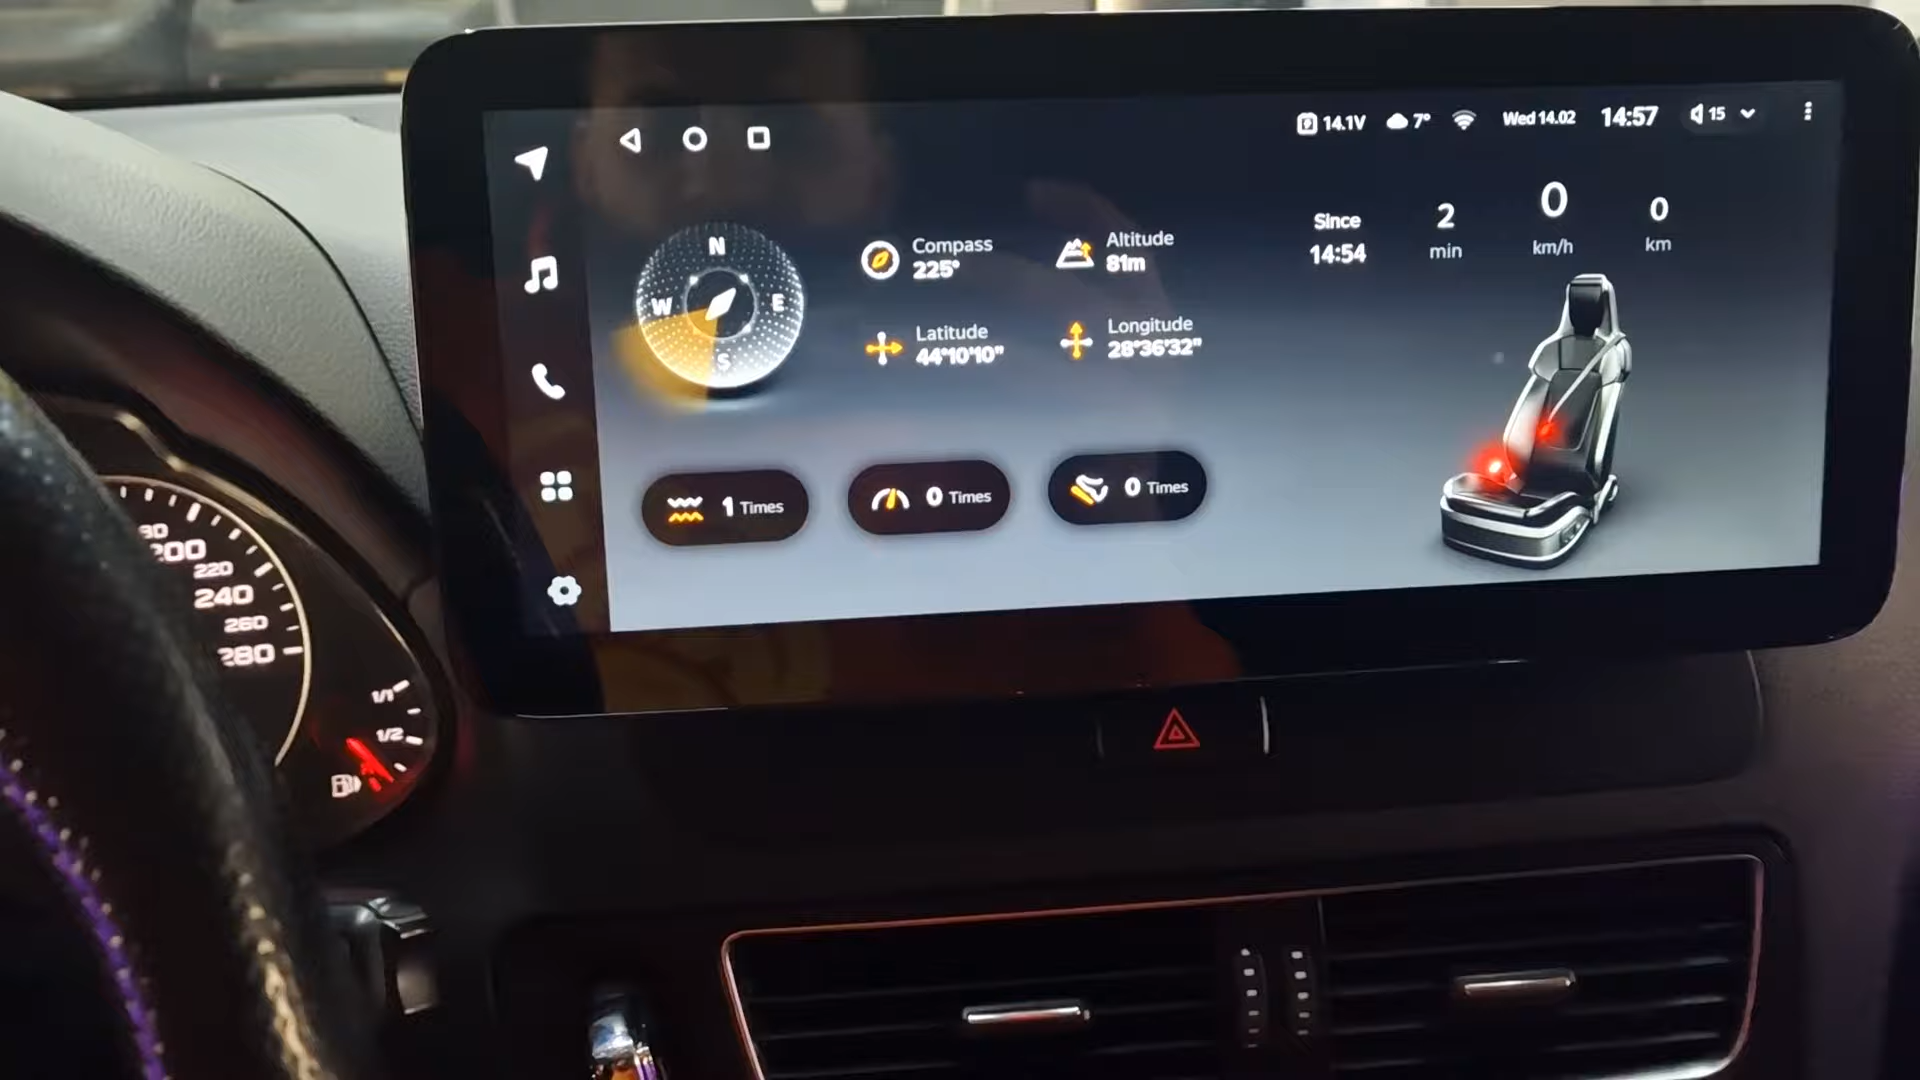 14.1V 7° Wed 14.02 14:57 15
N
W E
S
Compass
225°
Altitude
81m
Latitude
44°10'10"
Longitude
28°36'32"
Since
14:54
2
min
0
km/h
0
km
1 Times
0 Times
0 Times
200
220
240
260
280
1/1
1/2